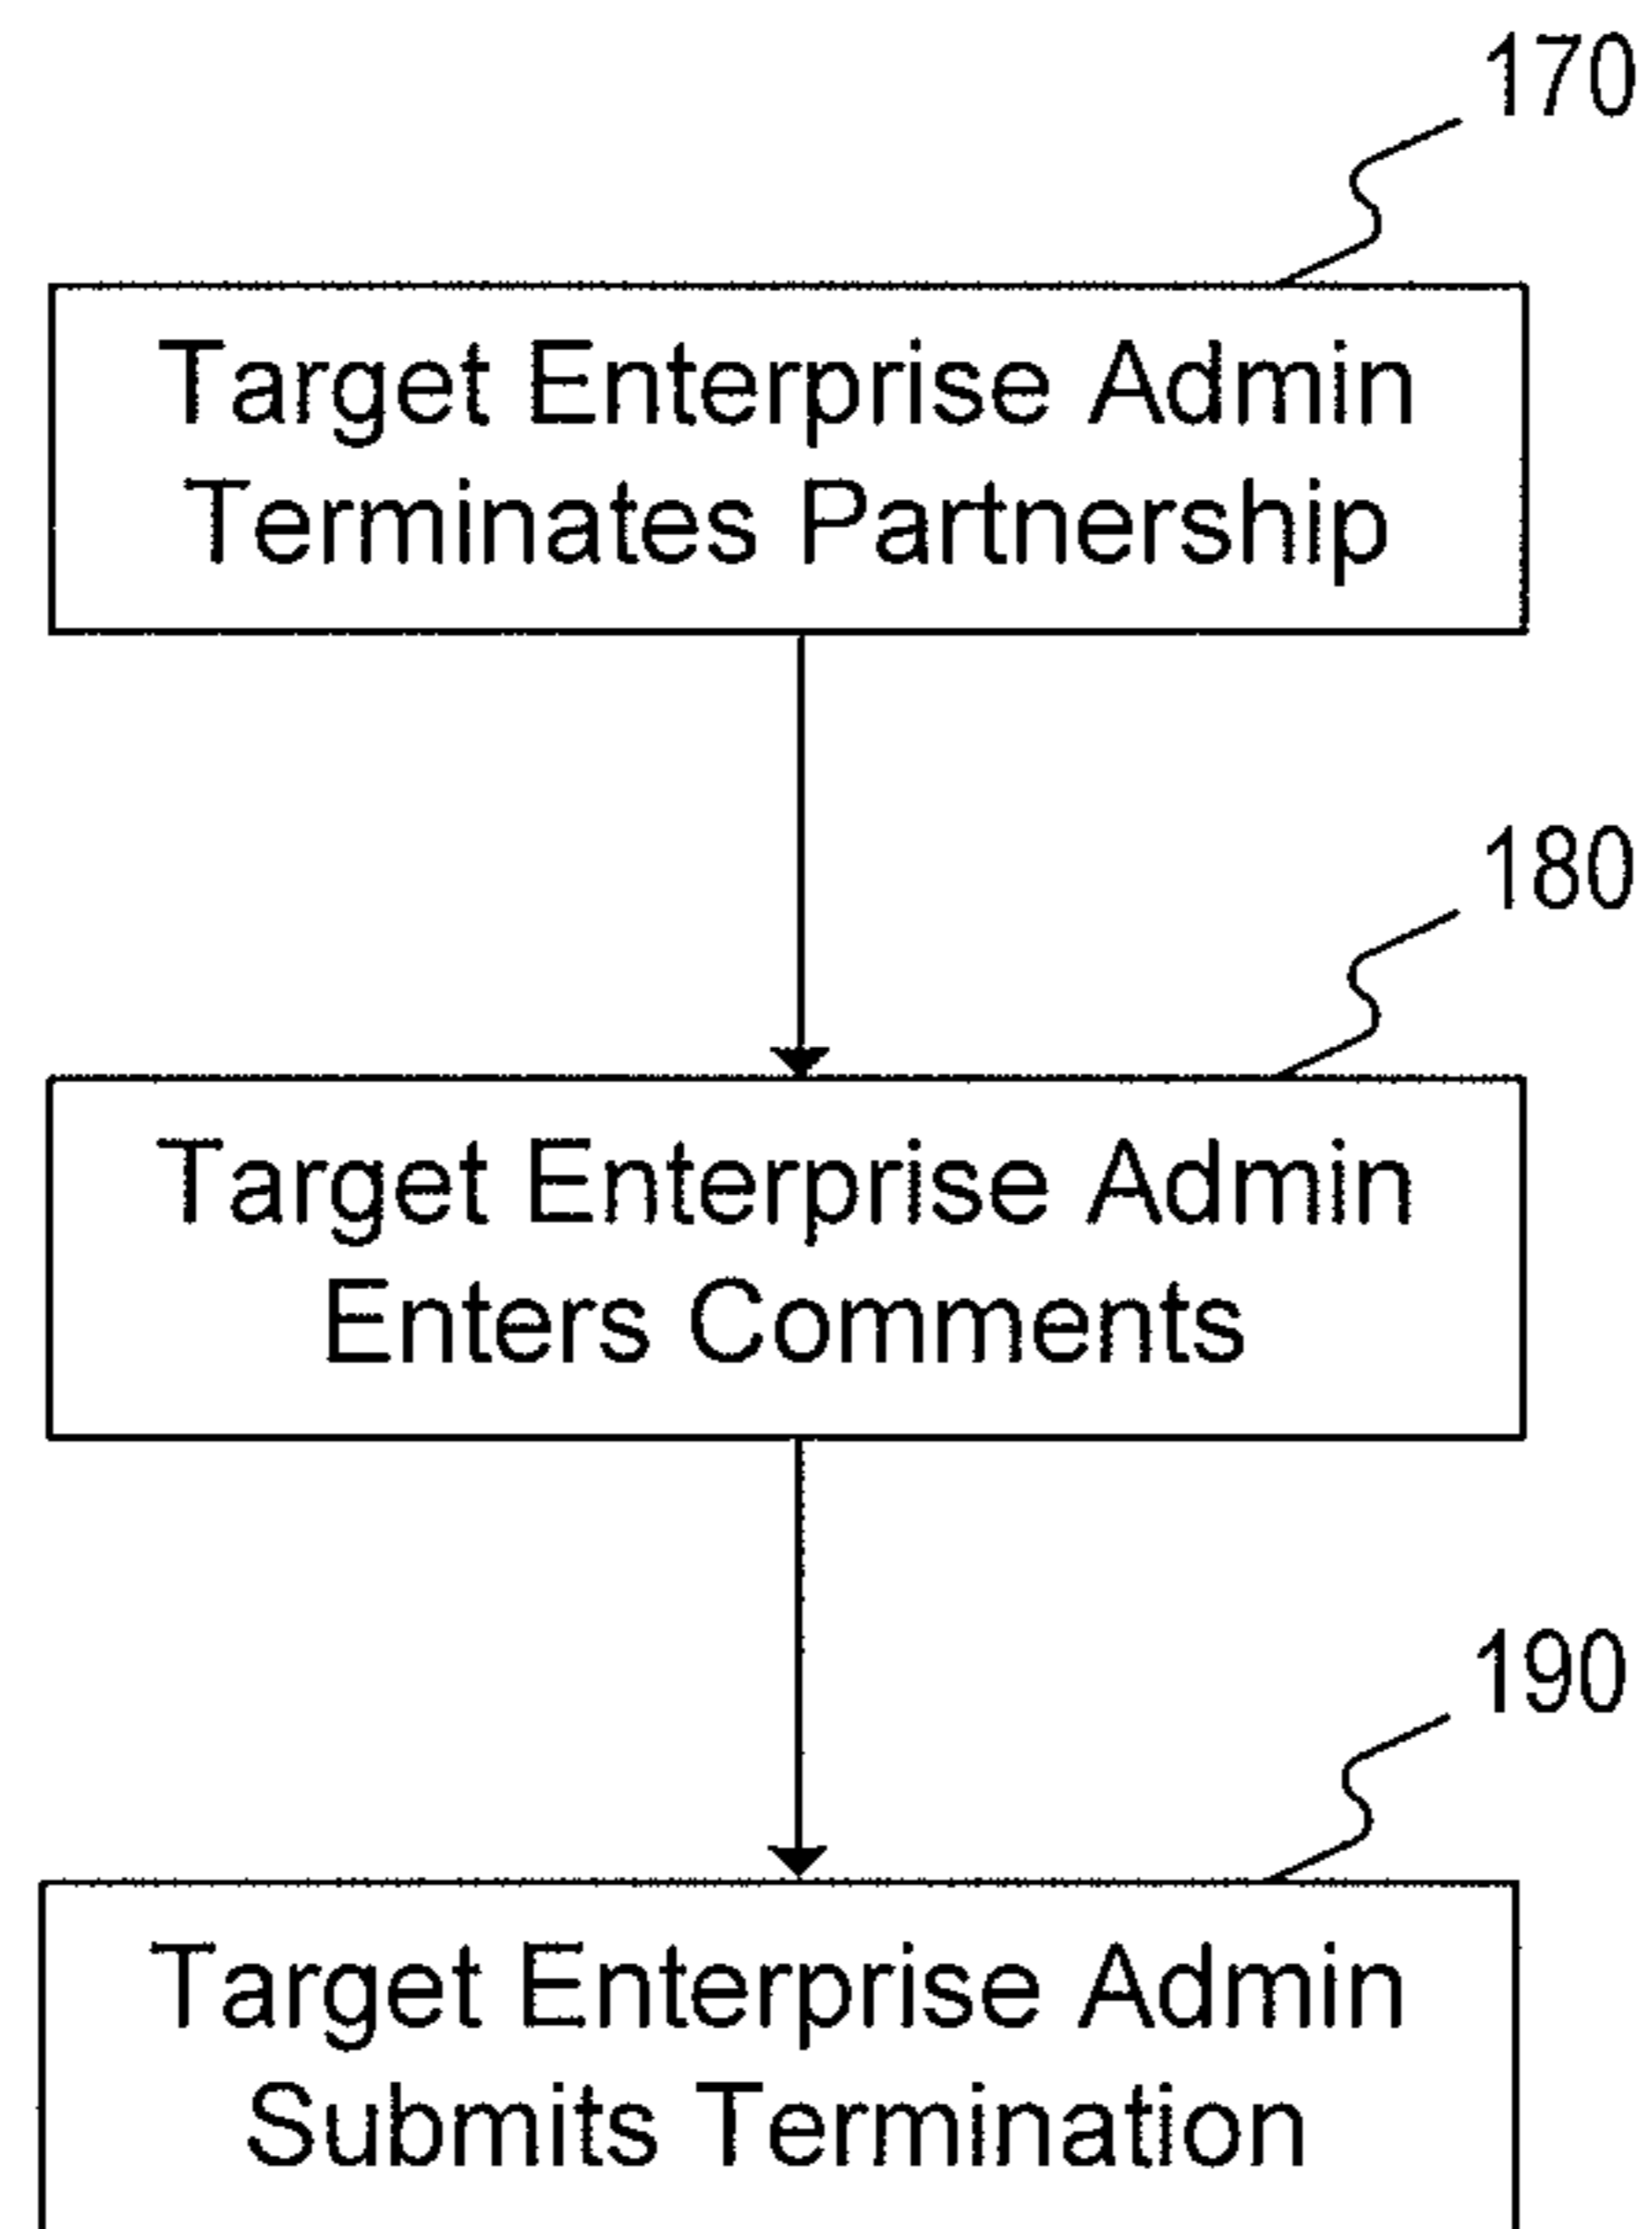 170
Target Enterprise Admin
Terminates Partnership
180
Target Enterprise Admin
Enters Comments
190
Target Enterprise Admin
Submits Termination